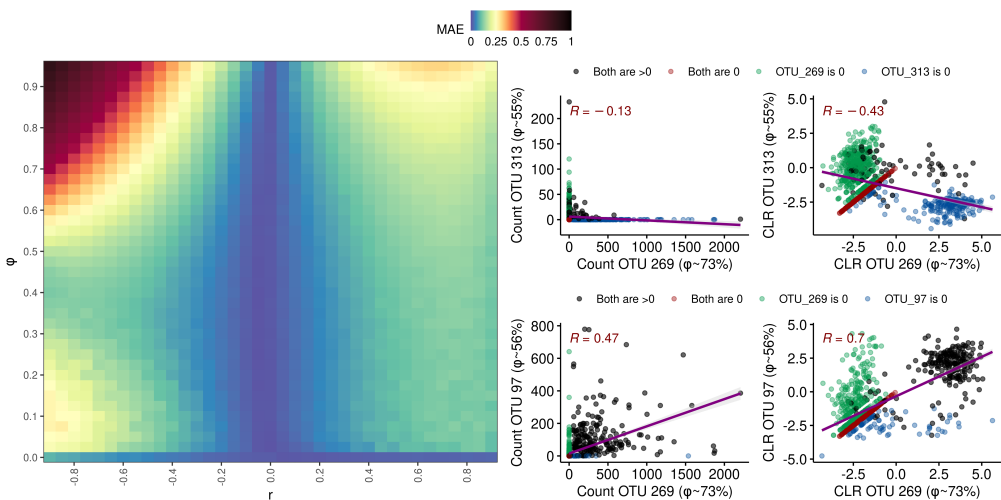 MAE
0 0.25 0.5 0.75 1
φ
0.9
0.8
0.7
0.6
0.5
0.4
0.3
0.2
0.1
0.0
-0.8 -0.6 -0.4 -0.2 0.0 0.2 0.4 0.6 0.8
r
Both are >0 Both are 0 OTU_269 is 0 OTU_313 is 0
Count OTU 313 (φ~55%)
200
150
100
50
0
R = −0.13
0 500 1000 1500 2000
Count OTU 269 (φ~73%)
CLR OTU 313 (φ~55%)
5.0
2.5
0.0
-2.5
R = −0.43
-2.5 0.0 2.5 5.0
CLR OTU 269 (φ~73%)
Both are >0 Both are 0 OTU_269 is 0 OTU_97 is 0
Count OTU 97 (φ~56%)
800
600
400
200
0
R = 0.47
0 500 1000 1500 2000
Count OTU 269 (φ~73%)
CLR OTU 97 (φ~56%)
5.0
2.5
0.0
-2.5
-5.0
R = 0.7
-2.5 0.0 2.5 5.0
CLR OTU 269 (φ~73%)